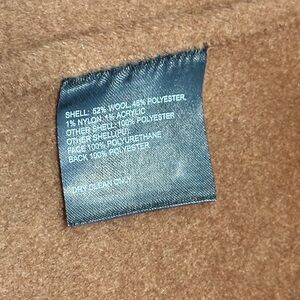 SHELL: 52% WOOL, 46% POLYESTER,
1% NYLON, 1% ACRYLIC
OTHER SHELL: 100% POLYESTER
OTHER SHELL(PU):
FACE 100% POLYURETHANE
BACK 100% POLYESTER
DRY CLEAN ONLY